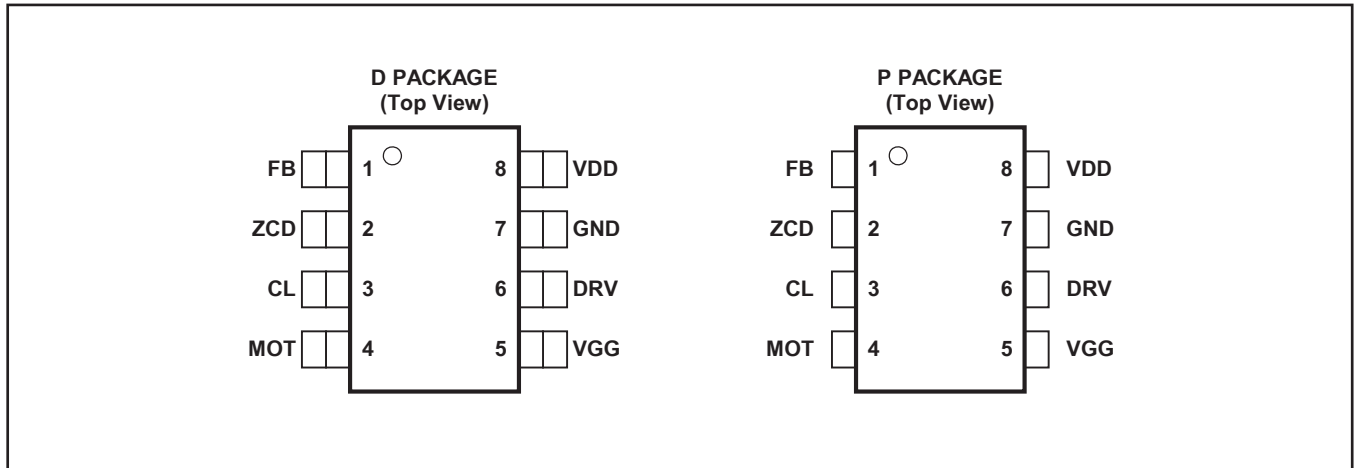 D PACKAGE
(Top View)
FB 1 8 VDD
ZCD 2 7 GND
CL 3 6 DRV
MOT 4 5 VGG
P PACKAGE
(Top View)
FB 1 8 VDD
ZCD 2 7 GND
CL 3 6 DRV
MOT 4 5 VGG